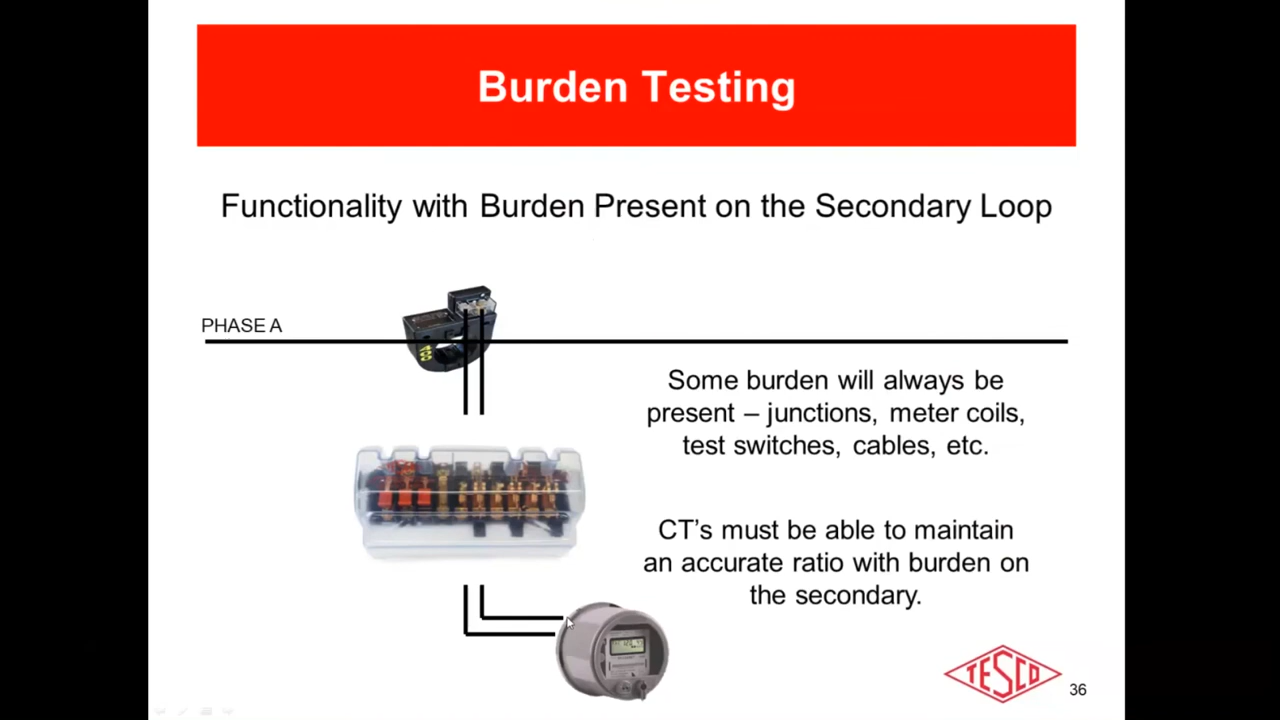 Burden Testing
Functionality with Burden Present on the Secondary Loop
PHASE A
Some burden will always be
present – junctions, meter coils,
test switches, cables, etc.
CT's must be able to maintain
an accurate ratio with burden on
the secondary.
TESCO
36